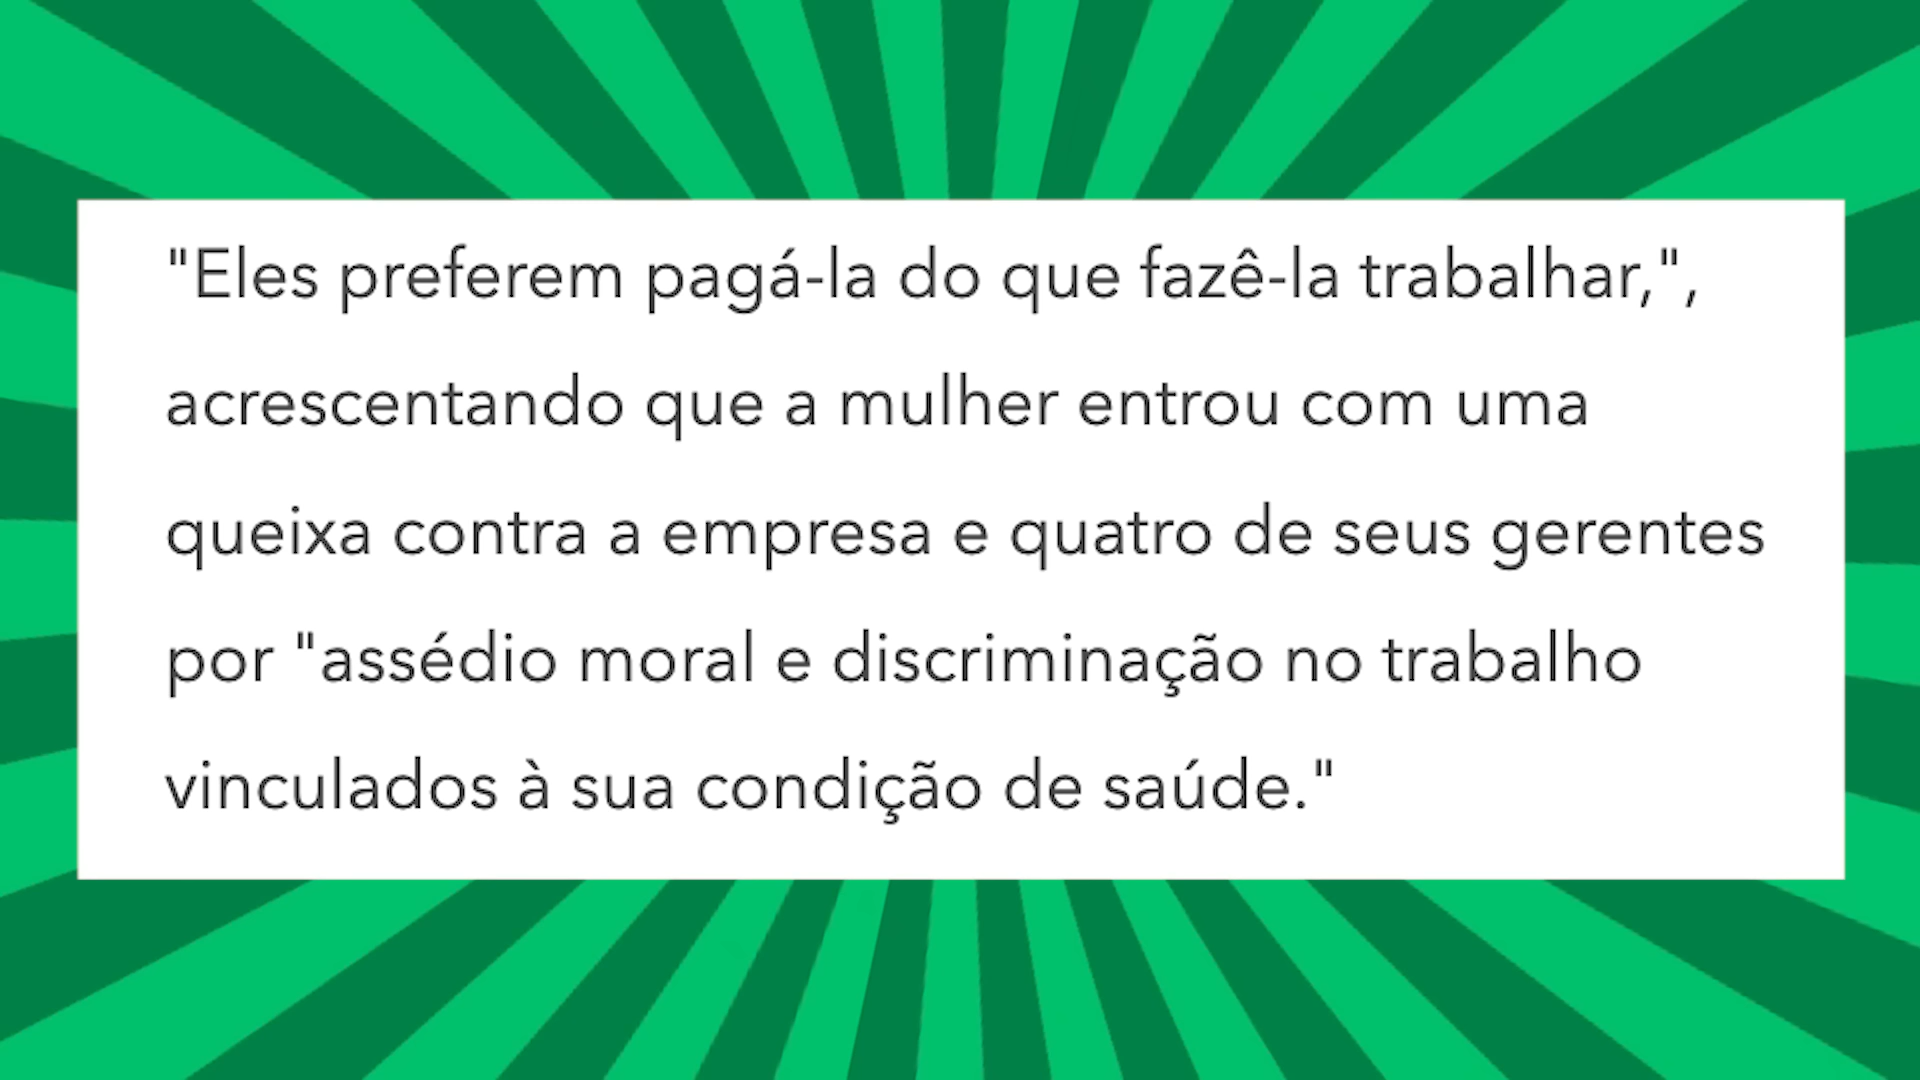 "Eles preferem pagá-la do que fazê-la trabalhar,",
acrescentando que a mulher entrou com uma
queixa contra a empresa e quatro de seus gerentes
por "assédio moral e discriminação no trabalho
vinculados à sua condição de saúde."